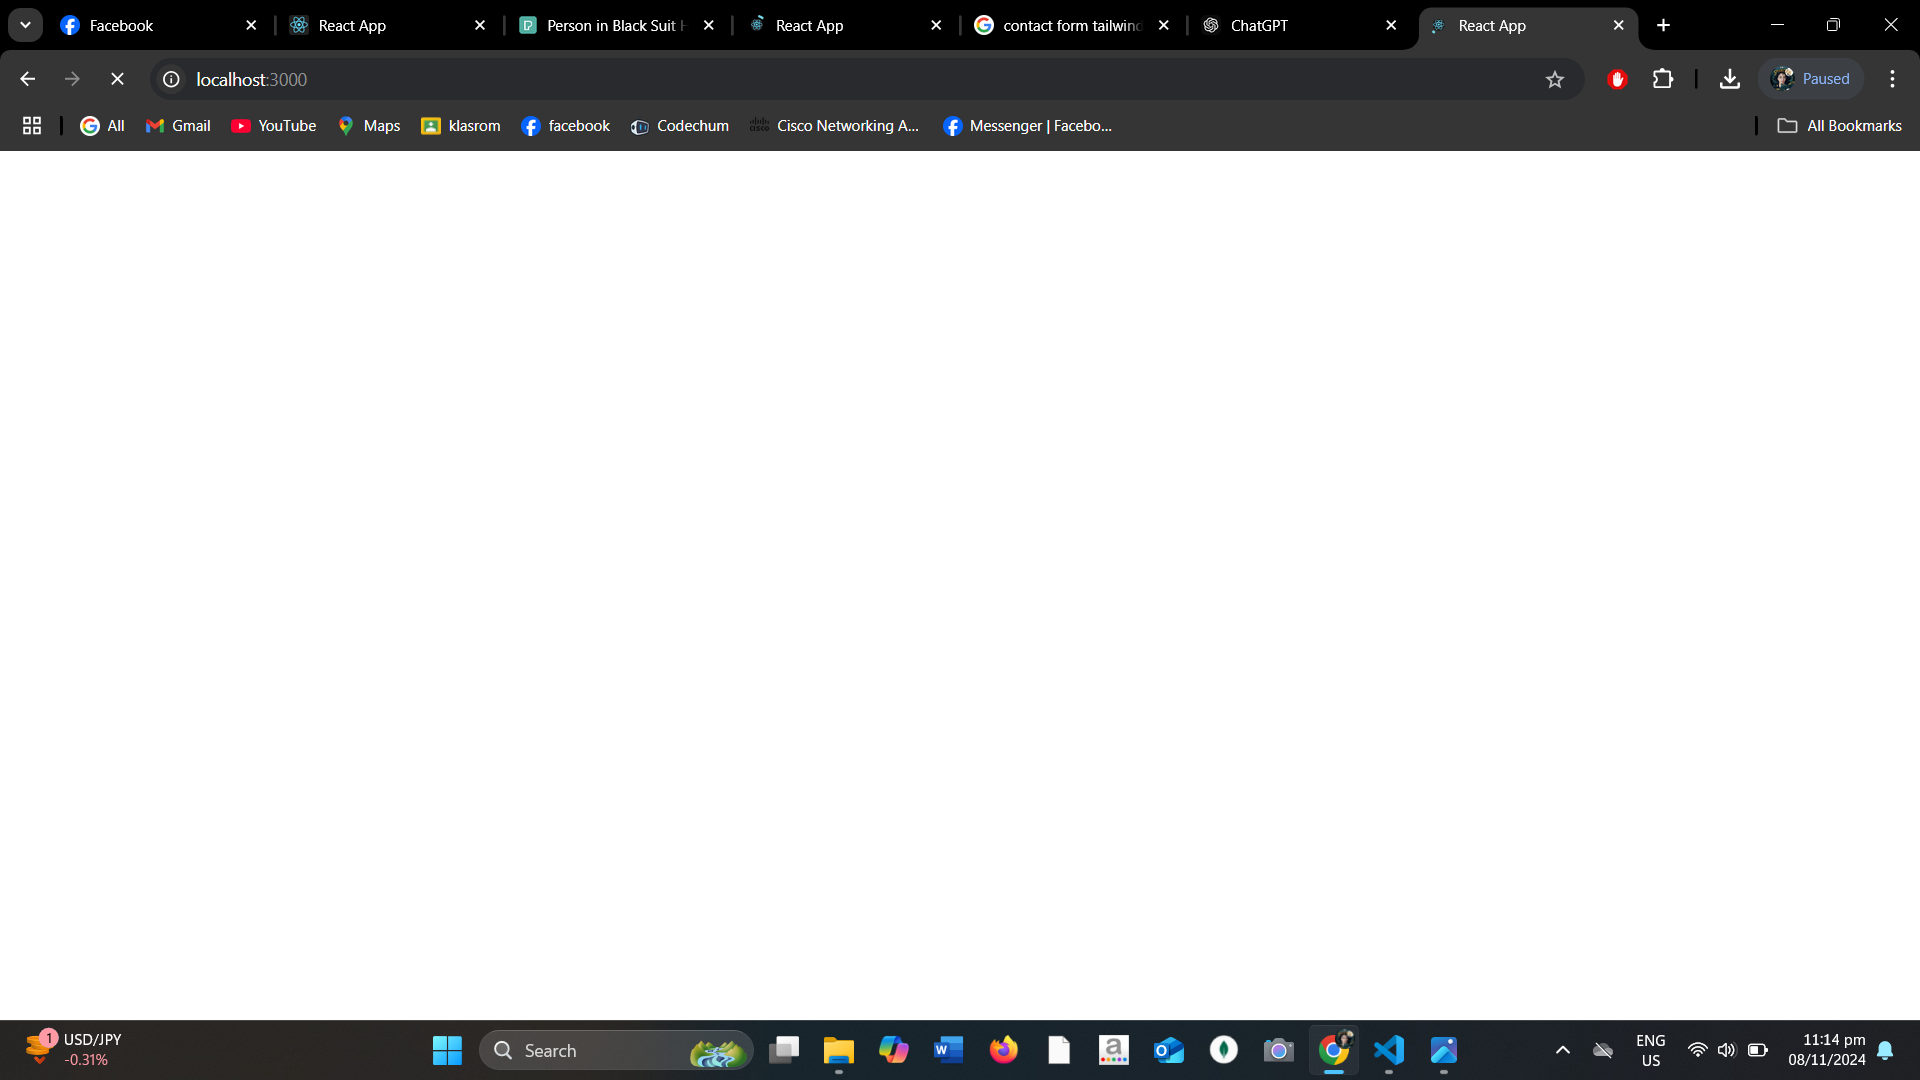 Facebook
React App
Person in Black Suit H
React App
contact form tailwind
ChatGPT
React App
localhost:3000
Paused
All
Gmail
YouTube
Maps
klasrom
facebook
Codechum
Cisco Networking A...
Messenger | Facebo...
All Bookmarks
1
USD/JPY
-0.31%
Search
ENG
US
11:14 pm
08/11/2024